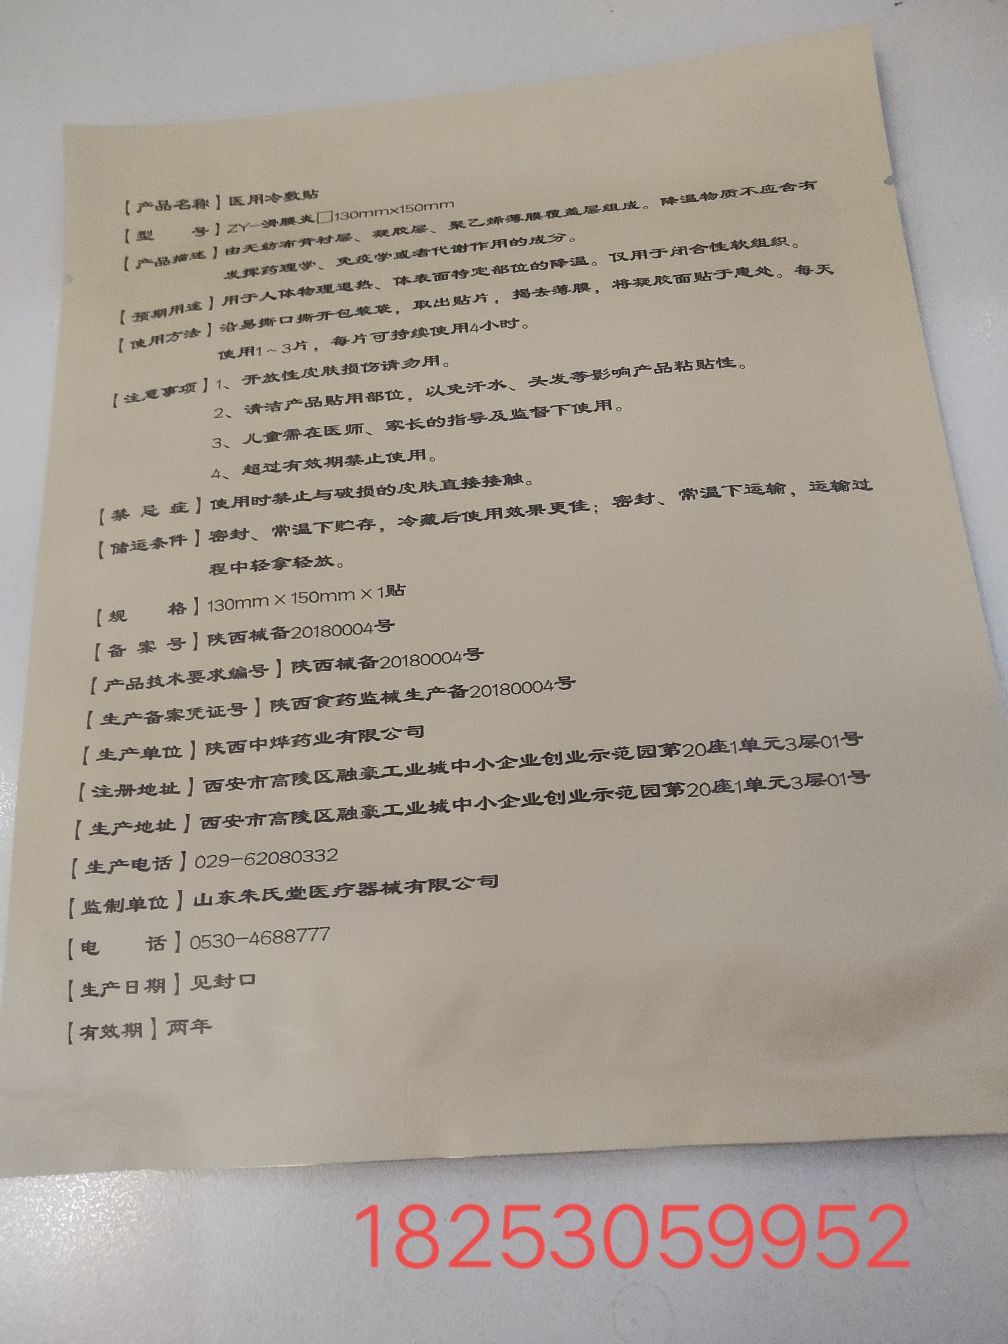 【产品名称】医用冷敷贴
【型 号】ZY-滑膜炎□130mm×150mm
【产品描述】由无纺布背衬层、凝胶层、聚乙烯薄膜覆盖层组成。降温物质不应含有
发挥药理学、免疫学或者代谢作用的成分。
【预期用途】用于人体物理退热、体表面特定部位的降温。仅用于闭合性软组织。
【使用方法】沿易撕口撕开包装袋，取出贴片，揭去薄膜，将凝胶面贴于患处。每天
使用1~3片，每片可持续使用4小时。
【注意事项】1、开放性皮肤损伤请勿用。
2、清洁产品贴用部位，以免汗水、头发等影响产品粘贴性。
3、儿童需在医师、家长的指导及监督下使用。
4、超过有效期禁止使用。
【禁忌症】使用时禁止与破损的皮肤直接接触。
【储运条件】密封、常温下贮存，冷藏后使用效果更佳；密封、常温下运输，运输过
程中轻拿轻放。
【规 格】130mm×150mm×1贴
【备案号】陕西械备20180004号
【产品技术要求编号】陕西械备20180004号
【生产备案凭证号】陕西食药监械生产备20180004号
【生产单位】陕西中烨药业有限公司
【注册地址】西安市高陵区融豪工业城中小企业创业示范园第20座1单元3层01号
【生产地址】西安市高陵区融豪工业城中小企业创业示范园第20座1单元3层01号
【生产电话】029-62080332
【监制单位】山东朱氏堂医疗器械有限公司
【电 话】0530-4688777
【生产日期】见封口
【有效期】两年
18253059952